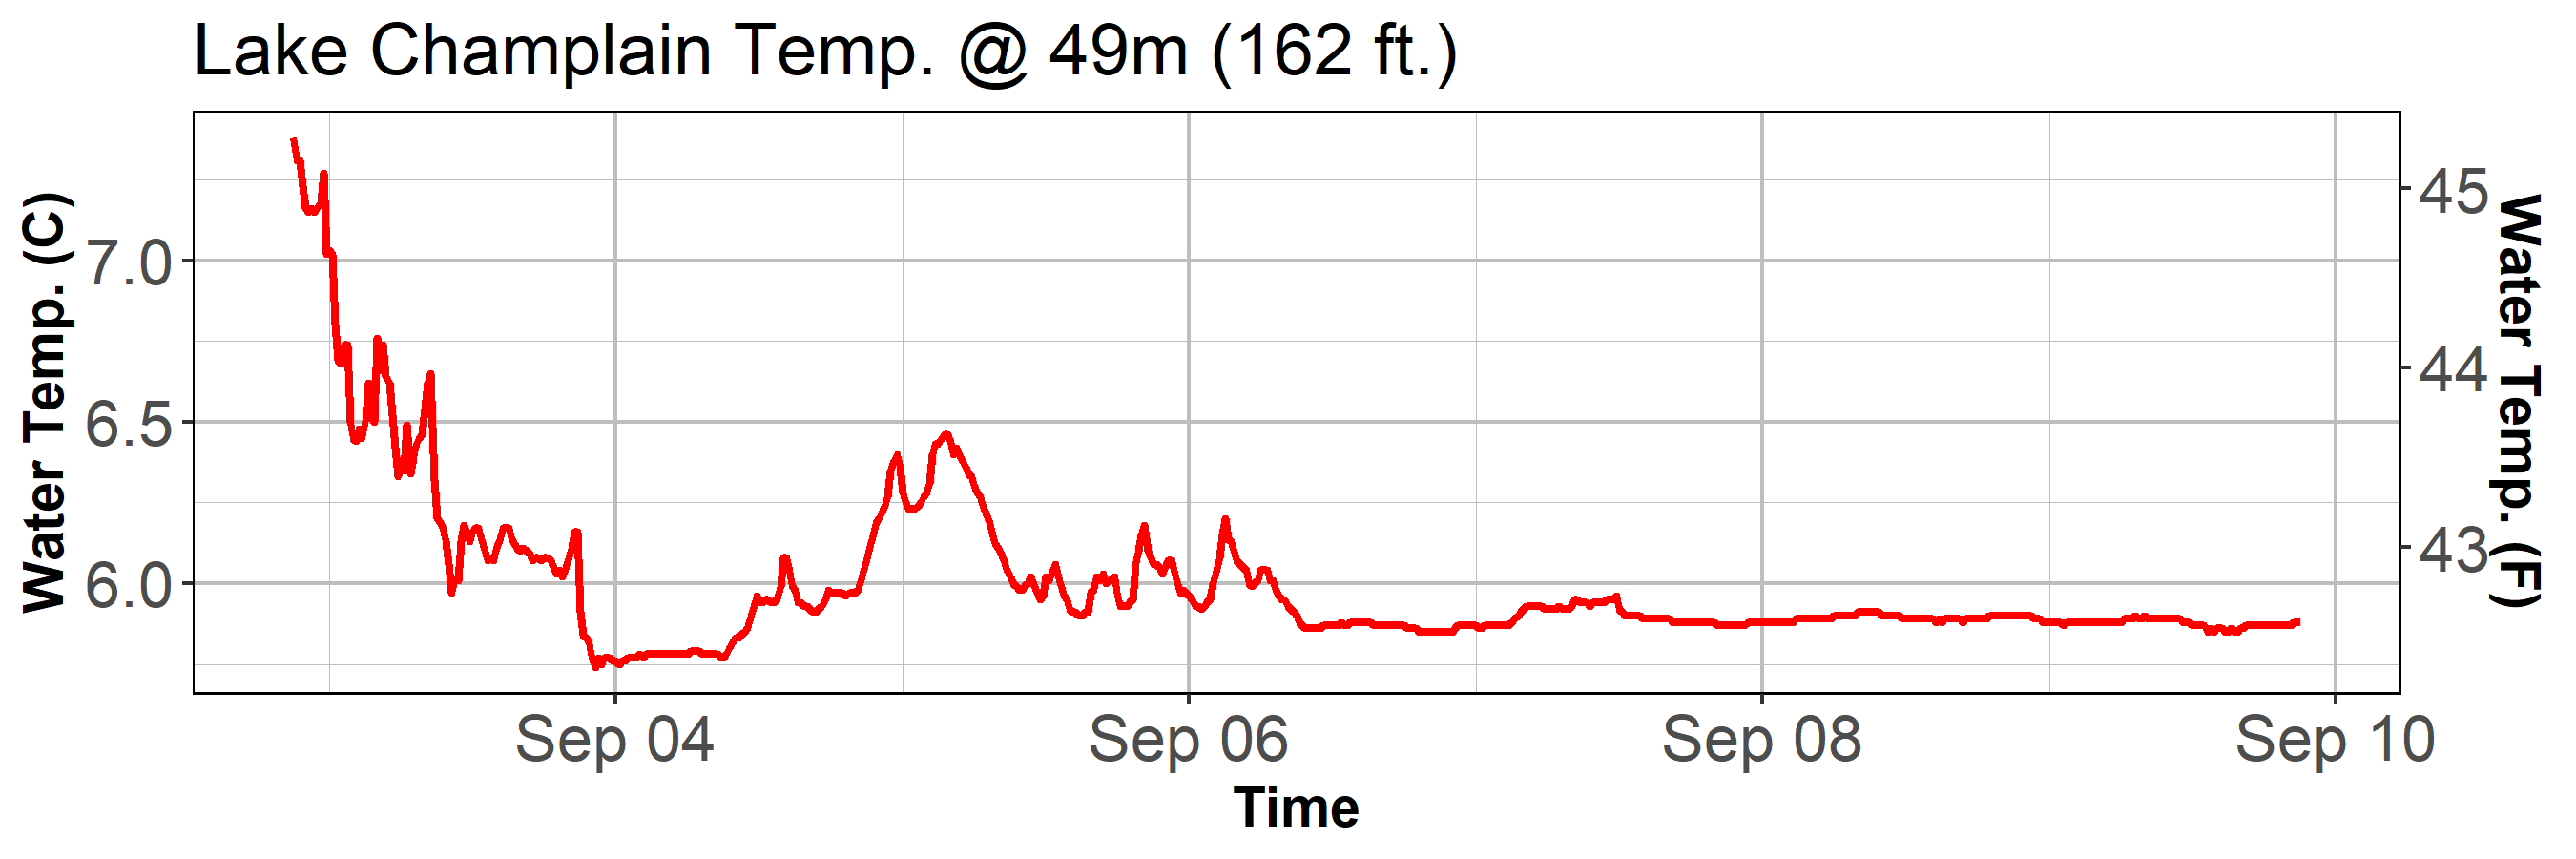 Lake Champlain Temp. @ 49m (162 ft.)
Water Temp. (C)
7.0
6.5
6.0
45
44
43
Water Temp. (F)
Sep 04
Sep 06
Sep 08
Sep 10
Time